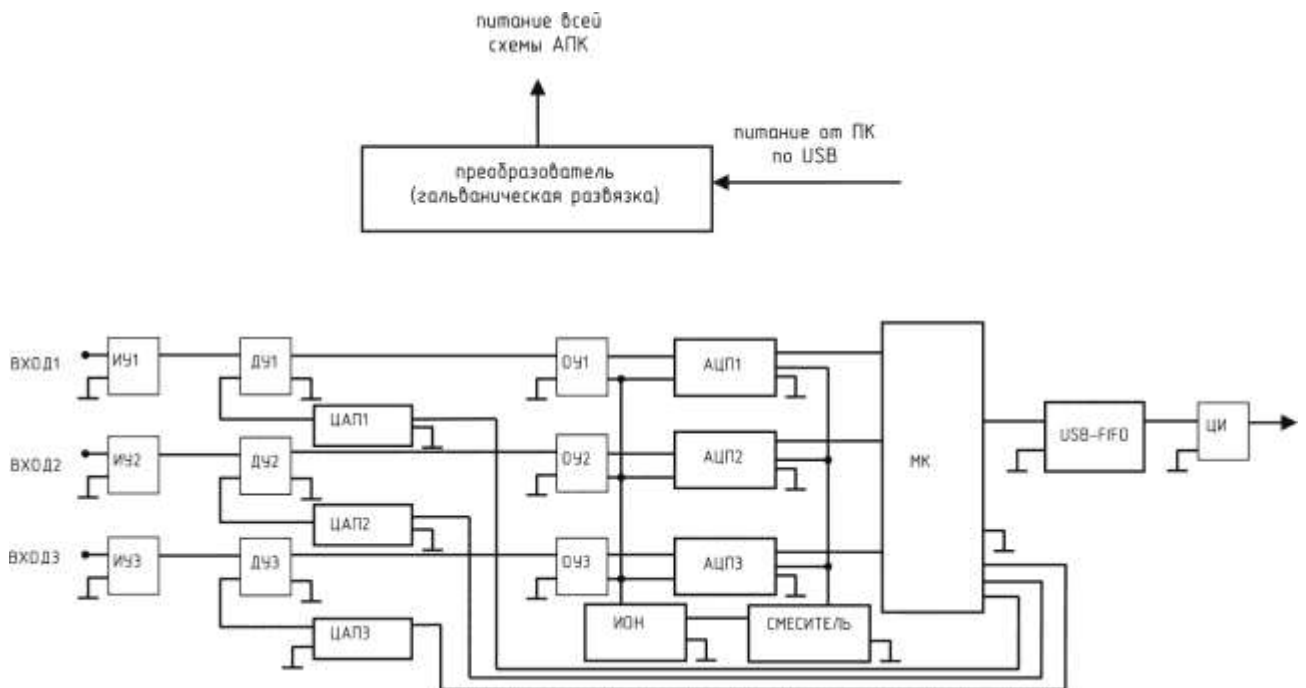 питание всей
схемы АПК
питание от ПК
по USB
преобразователь
(гальваническая развязка)
ВХОД1
ИУ1
ДУ1
ОУ1
АЦП1
ЦАП1
МК
USB-FIFO
ЦИ
ВХОД2
ИУ2
ДУ2
ОУ2
АЦП2
ЦАП2
ВХОД3
ИУ3
ДУ3
ОУ3
АЦП3
ЦАП3
ИОН
СМЕСИТЕЛЬ